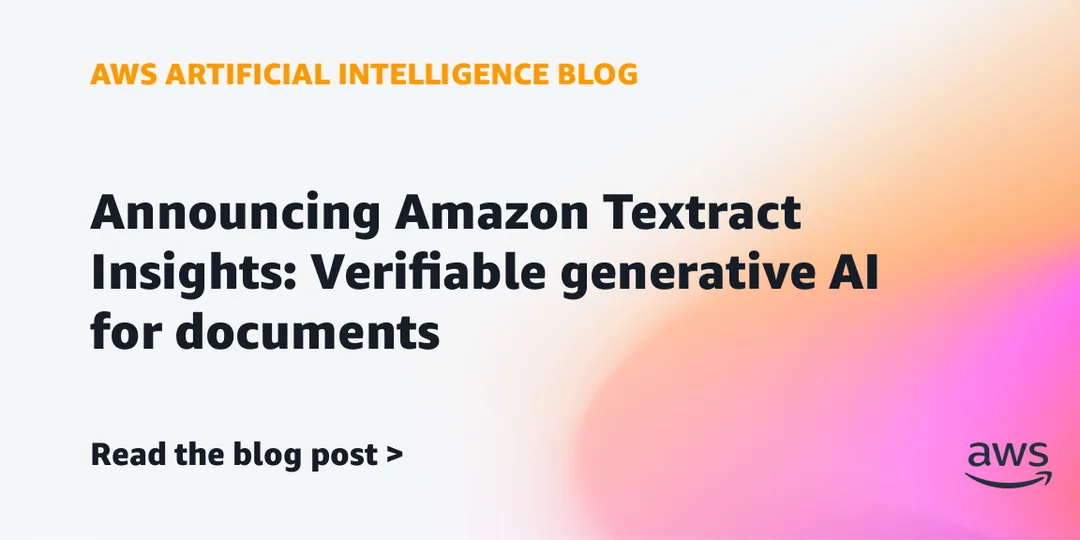 AWS ARTIFICIAL INTELLIGENCE BLOG
Announcing Amazon Textract
Insights: Verifiable generative AI
for documents
Read the blog post >
aws